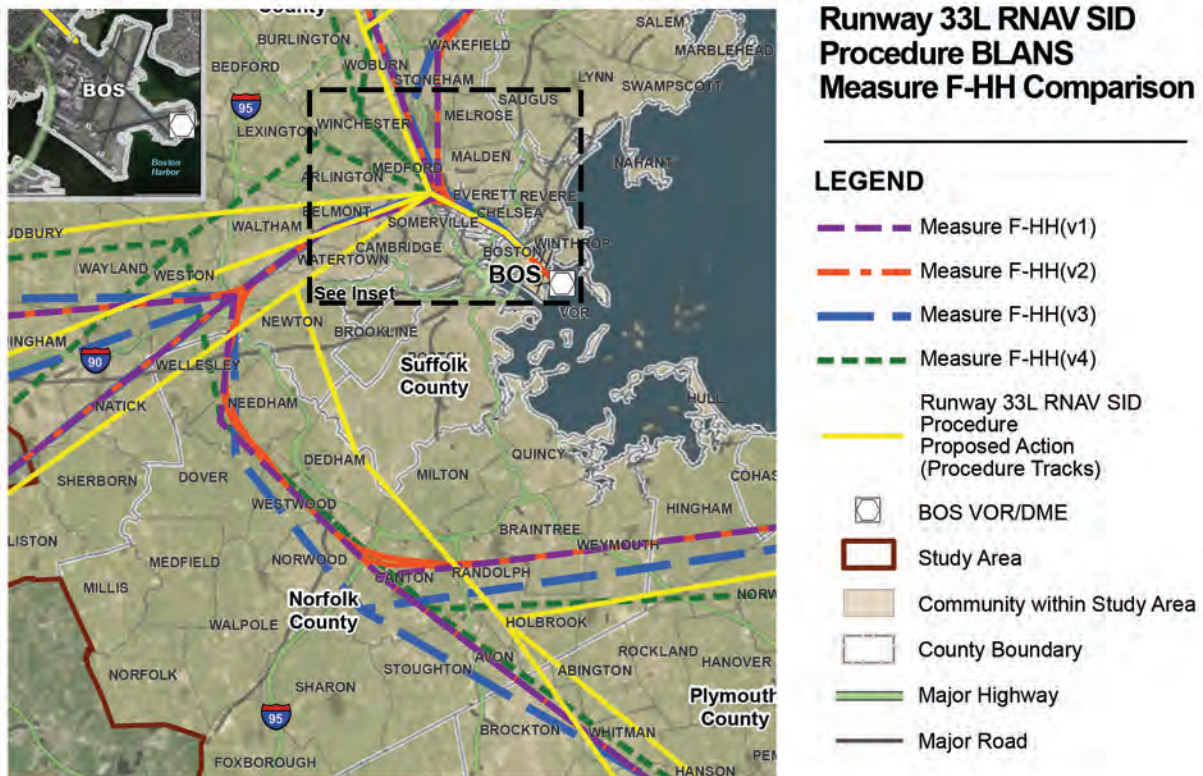 County
BURLINGTON
BEDFORD
WOBURN
WAKEFIELD
STONEHAM
SALEM
MARBLEHEAD
LYNN
SWAMPSCOTT
SAUGUS
BOS
Boston
Harbor
95
LEXINGTON
WINCHESTER
MELROSE
MEDFORD
MALDEN
NAHANT
ARLINGTON
EVERETT
REVERE
CHELSEA
BELMONT
SOMERVILLE
WALTHAM
UDBURY
CAMBRIDGE
BOSTON
WINTHROP
WAYLAND
WESTON
WATERTOWN
BOS
See Inset
VOR
NEWTON
BROOKLINE
INGHAM
90
WELLESLEY
Suffolk
County
NATICK
NEEDHAM
HULL
DEDHAM
QUINCY
SHERBORN
DOVER
MILTON
COHAS
WESTWOOD
HINGHAM
BRAINTREE
LISTON
MEDFIELD
NORWOOD
WEYMOUTH
CANTON
RANDOLPH
MILLIS
Norfolk
County
NORW
HOLBROOK
WALPOLE
AVON
ROCKLAND
STOUGHTON
ABINGTON
HANOVER
NORFOLK
SHARON
Plymouth
County
95
BROCKTON
WHITMAN
FOXBOROUGH
PEM
HANSON
Runway 33L RNAV SID
Procedure BLANS
Measure F-HH Comparison
LEGEND
Measure F-HH(v1)
Measure F-HH(v2)
Measure F-HH(v3)
Measure F-HH(v4)
Runway 33L RNAV SID
Procedure
Proposed Action
(Procedure Tracks)
BOS VOR/DME
Study Area
Community within Study Area
County Boundary
Major Highway
Major Road